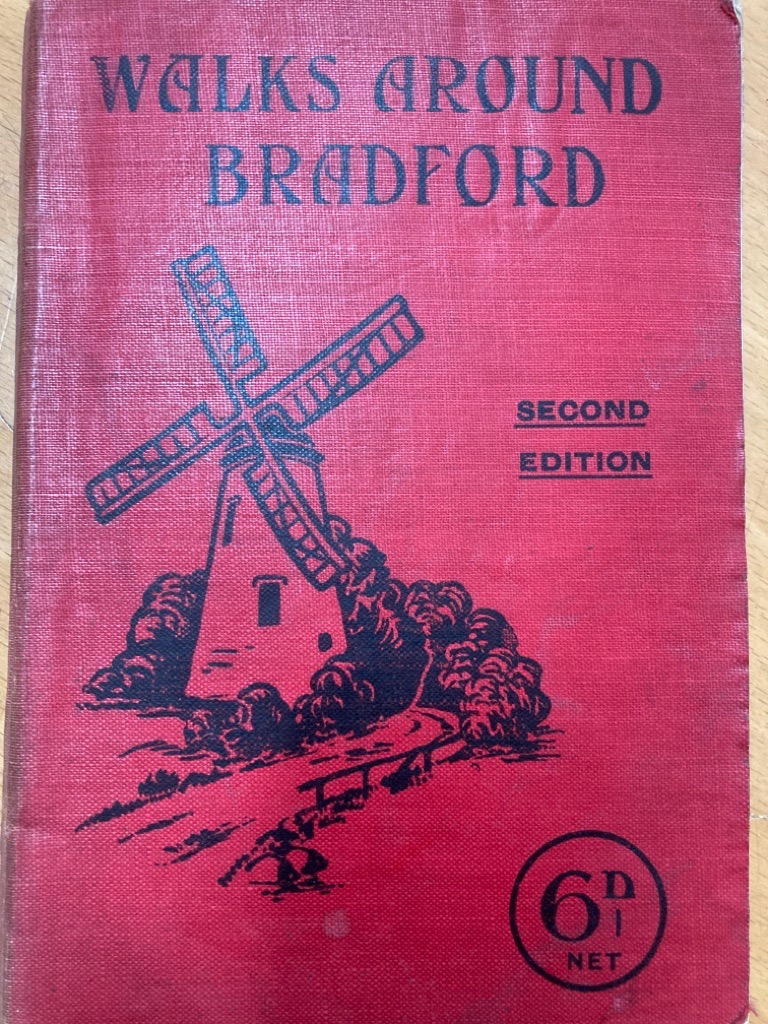 WALKS AROUND
BRADFORD
SECOND
EDITION
6D
NET